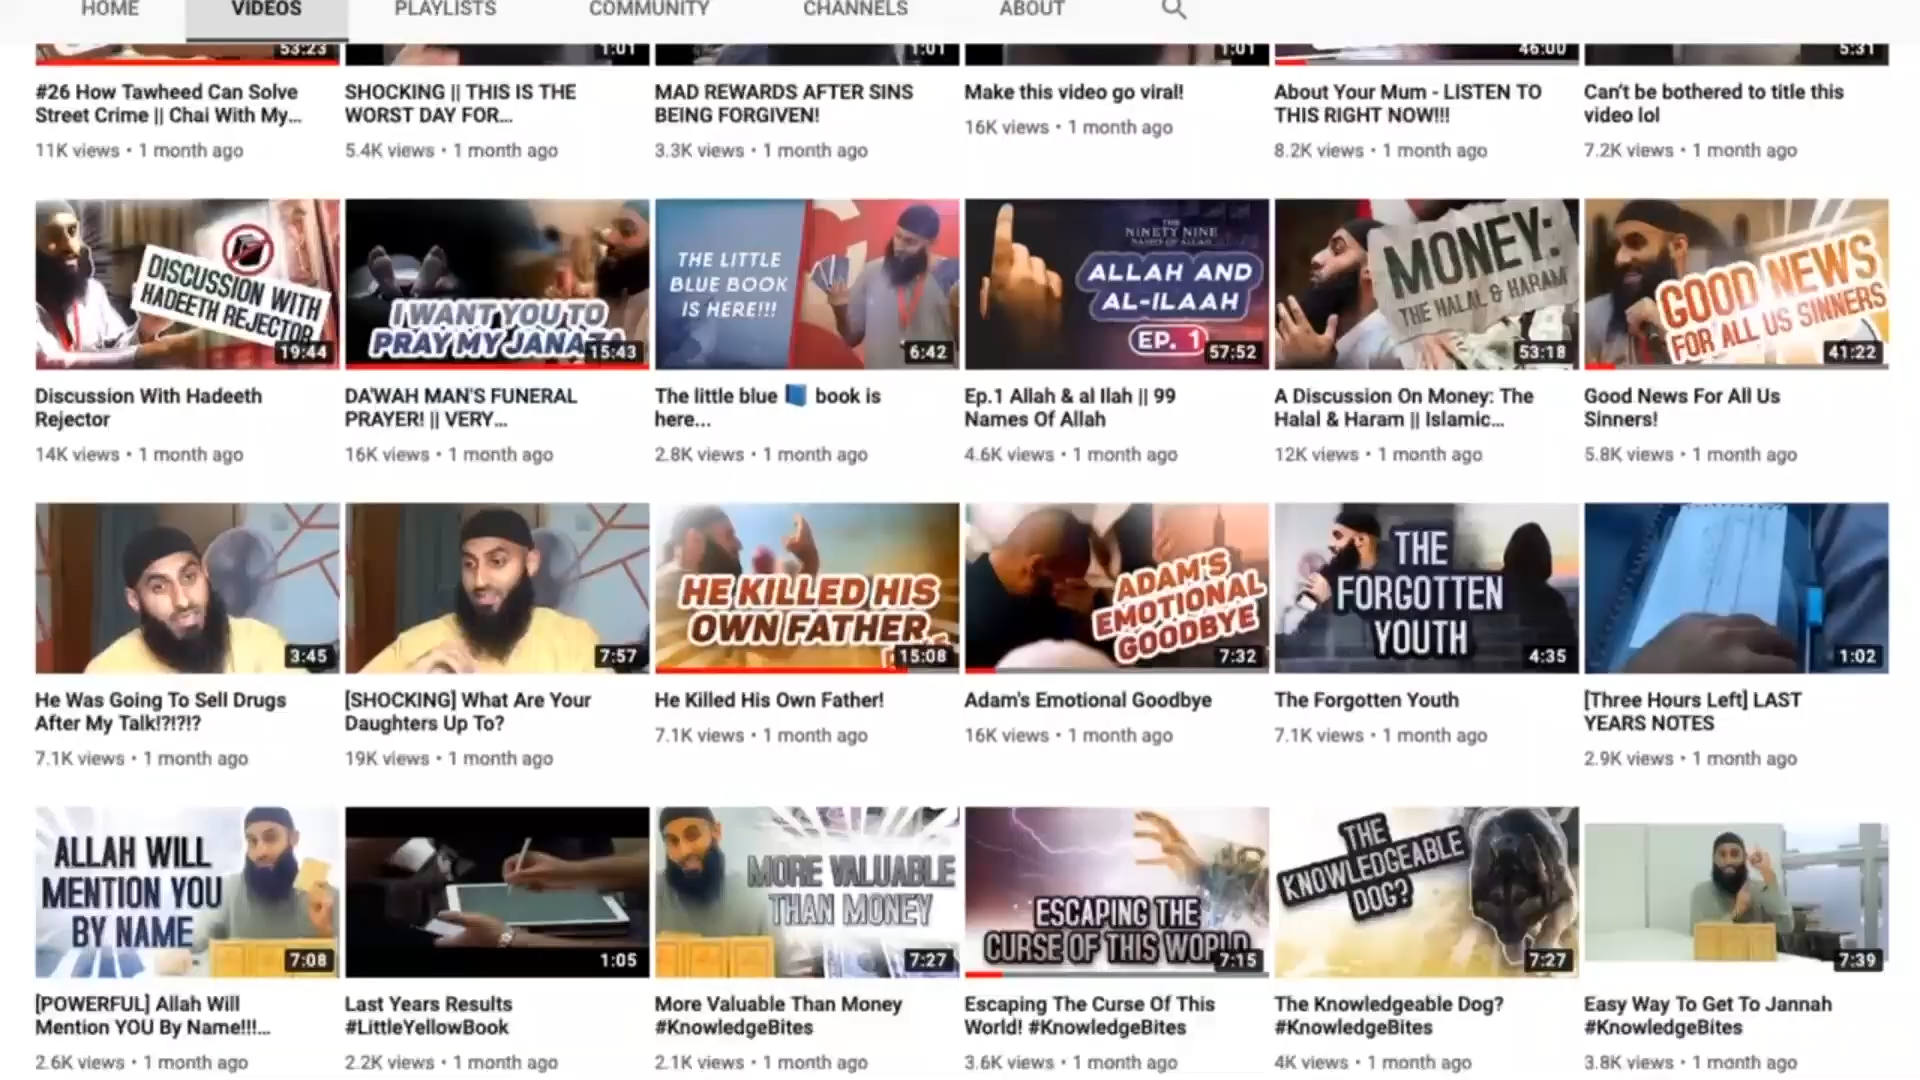 HOME VIDEOS PLAYLISTS COMMUNITY CHANNELS ABOUT
53:23
1:01
1:01
1:01
46:00
5:31
#26 How Tawheed Can Solve
Street Crime || Chai With My...
11K views • 1 month ago
SHOCKING || THIS IS THE
WORST DAY FOR...
5.4K views • 1 month ago
MAD REWARDS AFTER SINS
BEING FORGIVEN!
3.3K views • 1 month ago
Make this video go viral!
16K views • 1 month ago
About Your Mum - LISTEN TO
THIS RIGHT NOW!!!
8.2K views • 1 month ago
Can't be bothered to title this
video lol
7.2K views • 1 month ago
DISCUSSION WITH
HADEETH REJECTOR
19:44
Discussion With Hadeeth
Rejector
14K views • 1 month ago
I WANT YOU TO
PRAY MY JANAZA
15:43
DA'WAH MAN'S FUNERAL
PRAYER! || VERY...
16K views • 1 month ago
THE LITTLE
BLUE BOOK
IS HERE!!!
6:42
The little blue 📘 book is
here...
2.8K views • 1 month ago
THE
NINETY NINE
NAMES OF ALLAH
ALLAH AND
AL-ILAAH
EP. 1
57:52
Ep.1 Allah & al Ilah || 99
Names Of Allah
4.6K views • 1 month ago
MONEY:
THE HALAL & HARAM
53:18
A Discussion On Money: The
Halal & Haram || Islamic...
12K views • 1 month ago
GOOD NEWS
FOR ALL US SINNERS
41:22
Good News For All Us
Sinners!
5.8K views • 1 month ago
3:45
He Was Going To Sell Drugs
After My Talk!?!?!?
7.1K views • 1 month ago
7:57
[SHOCKING] What Are Your
Daughters Up To?
19K views • 1 month ago
HE KILLED HIS
OWN FATHER
15:08
He Killed His Own Father!
7.1K views • 1 month ago
ADAM'S
EMOTIONAL
GOODBYE
7:32
Adam's Emotional Goodbye
16K views • 1 month ago
THE
FORGOTTEN
YOUTH
4:35
The Forgotten Youth
7.1K views • 1 month ago
1:02
[Three Hours Left] LAST
YEARS NOTES
2.9K views • 1 month ago
ALLAH WILL
MENTION YOU
BY NAME
7:08
[POWERFUL] Allah Will
Mention YOU By Name!!!...
2.6K views • 1 month ago
1:05
Last Years Results
#LittleYellowBook
2.2K views • 1 month ago
MORE VALUABLE
THAN MONEY
7:27
More Valuable Than Money
#KnowledgeBites
2.1K views • 1 month ago
ESCAPING THE
CURSE OF THIS WORLD
7:15
Escaping The Curse Of This
World! #KnowledgeBites
3.6K views • 1 month ago
THE
KNOWLEDGEABLE
DOG?
7:27
The Knowledgeable Dog?
#KnowledgeBites
4K views • 1 month ago
7:39
Easy Way To Get To Jannah
#KnowledgeBites
3.8K views • 1 month ago